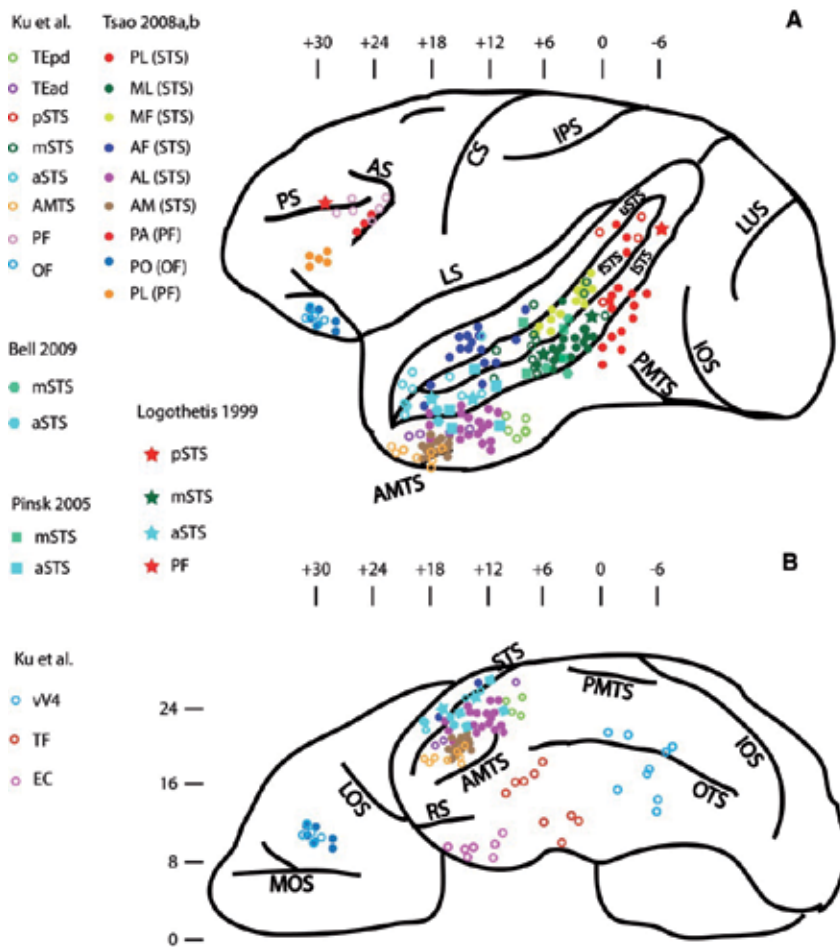 Ku et al.
TEpd
TEad
pSTS
mSTS
aSTS
AMTS
PF
OF
Tsao 2008a,b
PL (STS)
ML (STS)
MF (STS)
AF (STS)
AL (STS)
AM (STS)
PA (PF)
PO (OF)
PL (PF)
Bell 2009
mSTS
aSTS
Pinsk 2005
mSTS
aSTS
Logothetis 1999
pSTS
mSTS
aSTS
PF
A
+30 +24 +18 +12 +6 0 -6
CS
IPS
AS
PS
LS
uSTS
fSTS
lSTS
LUS
IOS
PMTS
AMTS
B
+30 +24 +18 +12 +6 0 -6
Ku et al.
vV4
TF
EC
24
16
8
0
STS
PMTS
IOS
AMTS
OTS
LOS
RS
MOS